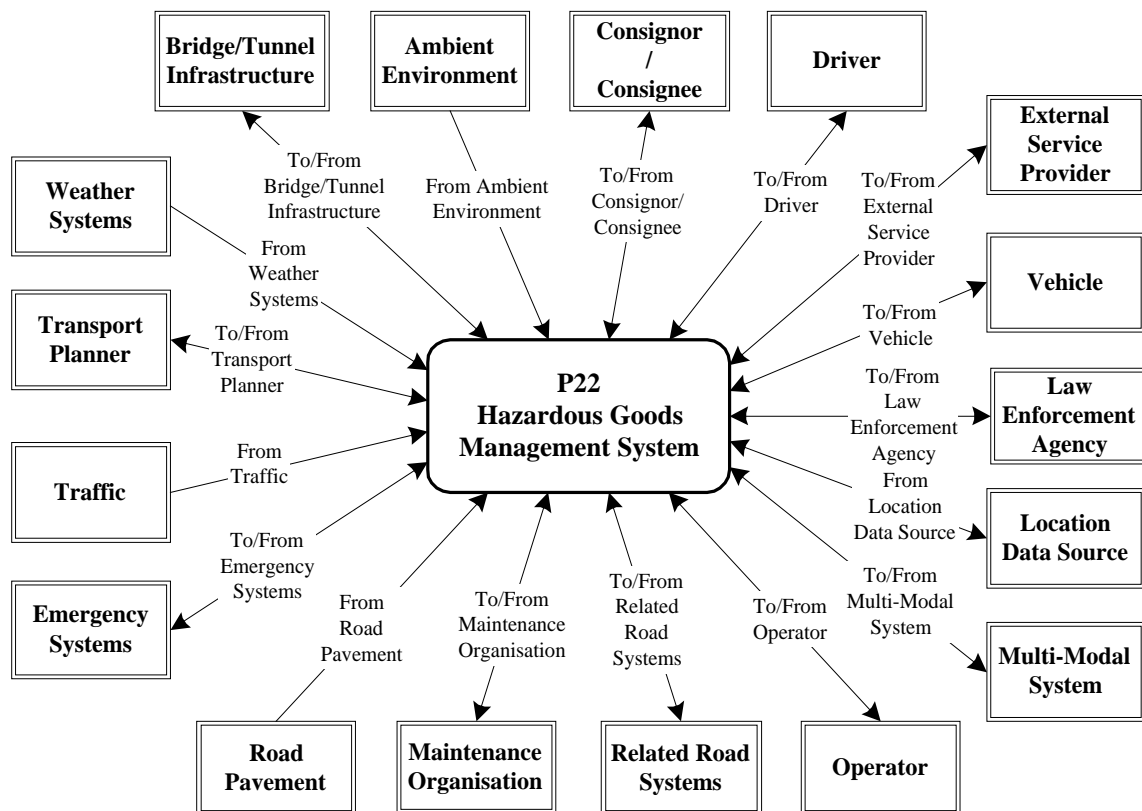 Bridge/Tunnel
Infrastructure
Ambient
Environment
Consignor
/
Consignee
Driver
External
Service
Provider
Weather
Systems
To/From
Bridge/Tunnel
Infrastructure
From Ambient
Environment
To/From
Consignor/
Consignee
To/From
Driver
To/From
External
Service
Provider
From
Weather
Systems
Vehicle
To/From
Vehicle
Transport
Planner
To/From
Transport
Planner
P22
Hazardous Goods
Management System
To/From
Law
Enforcement
Agency
Law
Enforcement
Agency
Traffic
From
Traffic
From
Location
Data Source
Location
Data Source
To/From
Emergency
Systems
Emergency
Systems
From
Road
Pavement
To/From
Maintenance
Organisation
To/From
Related
Road
Systems
To/From
Operator
To/From
Multi-Modal
System
Multi-Modal
System
Road
Pavement
Maintenance
Organisation
Related Road
Systems
Operator